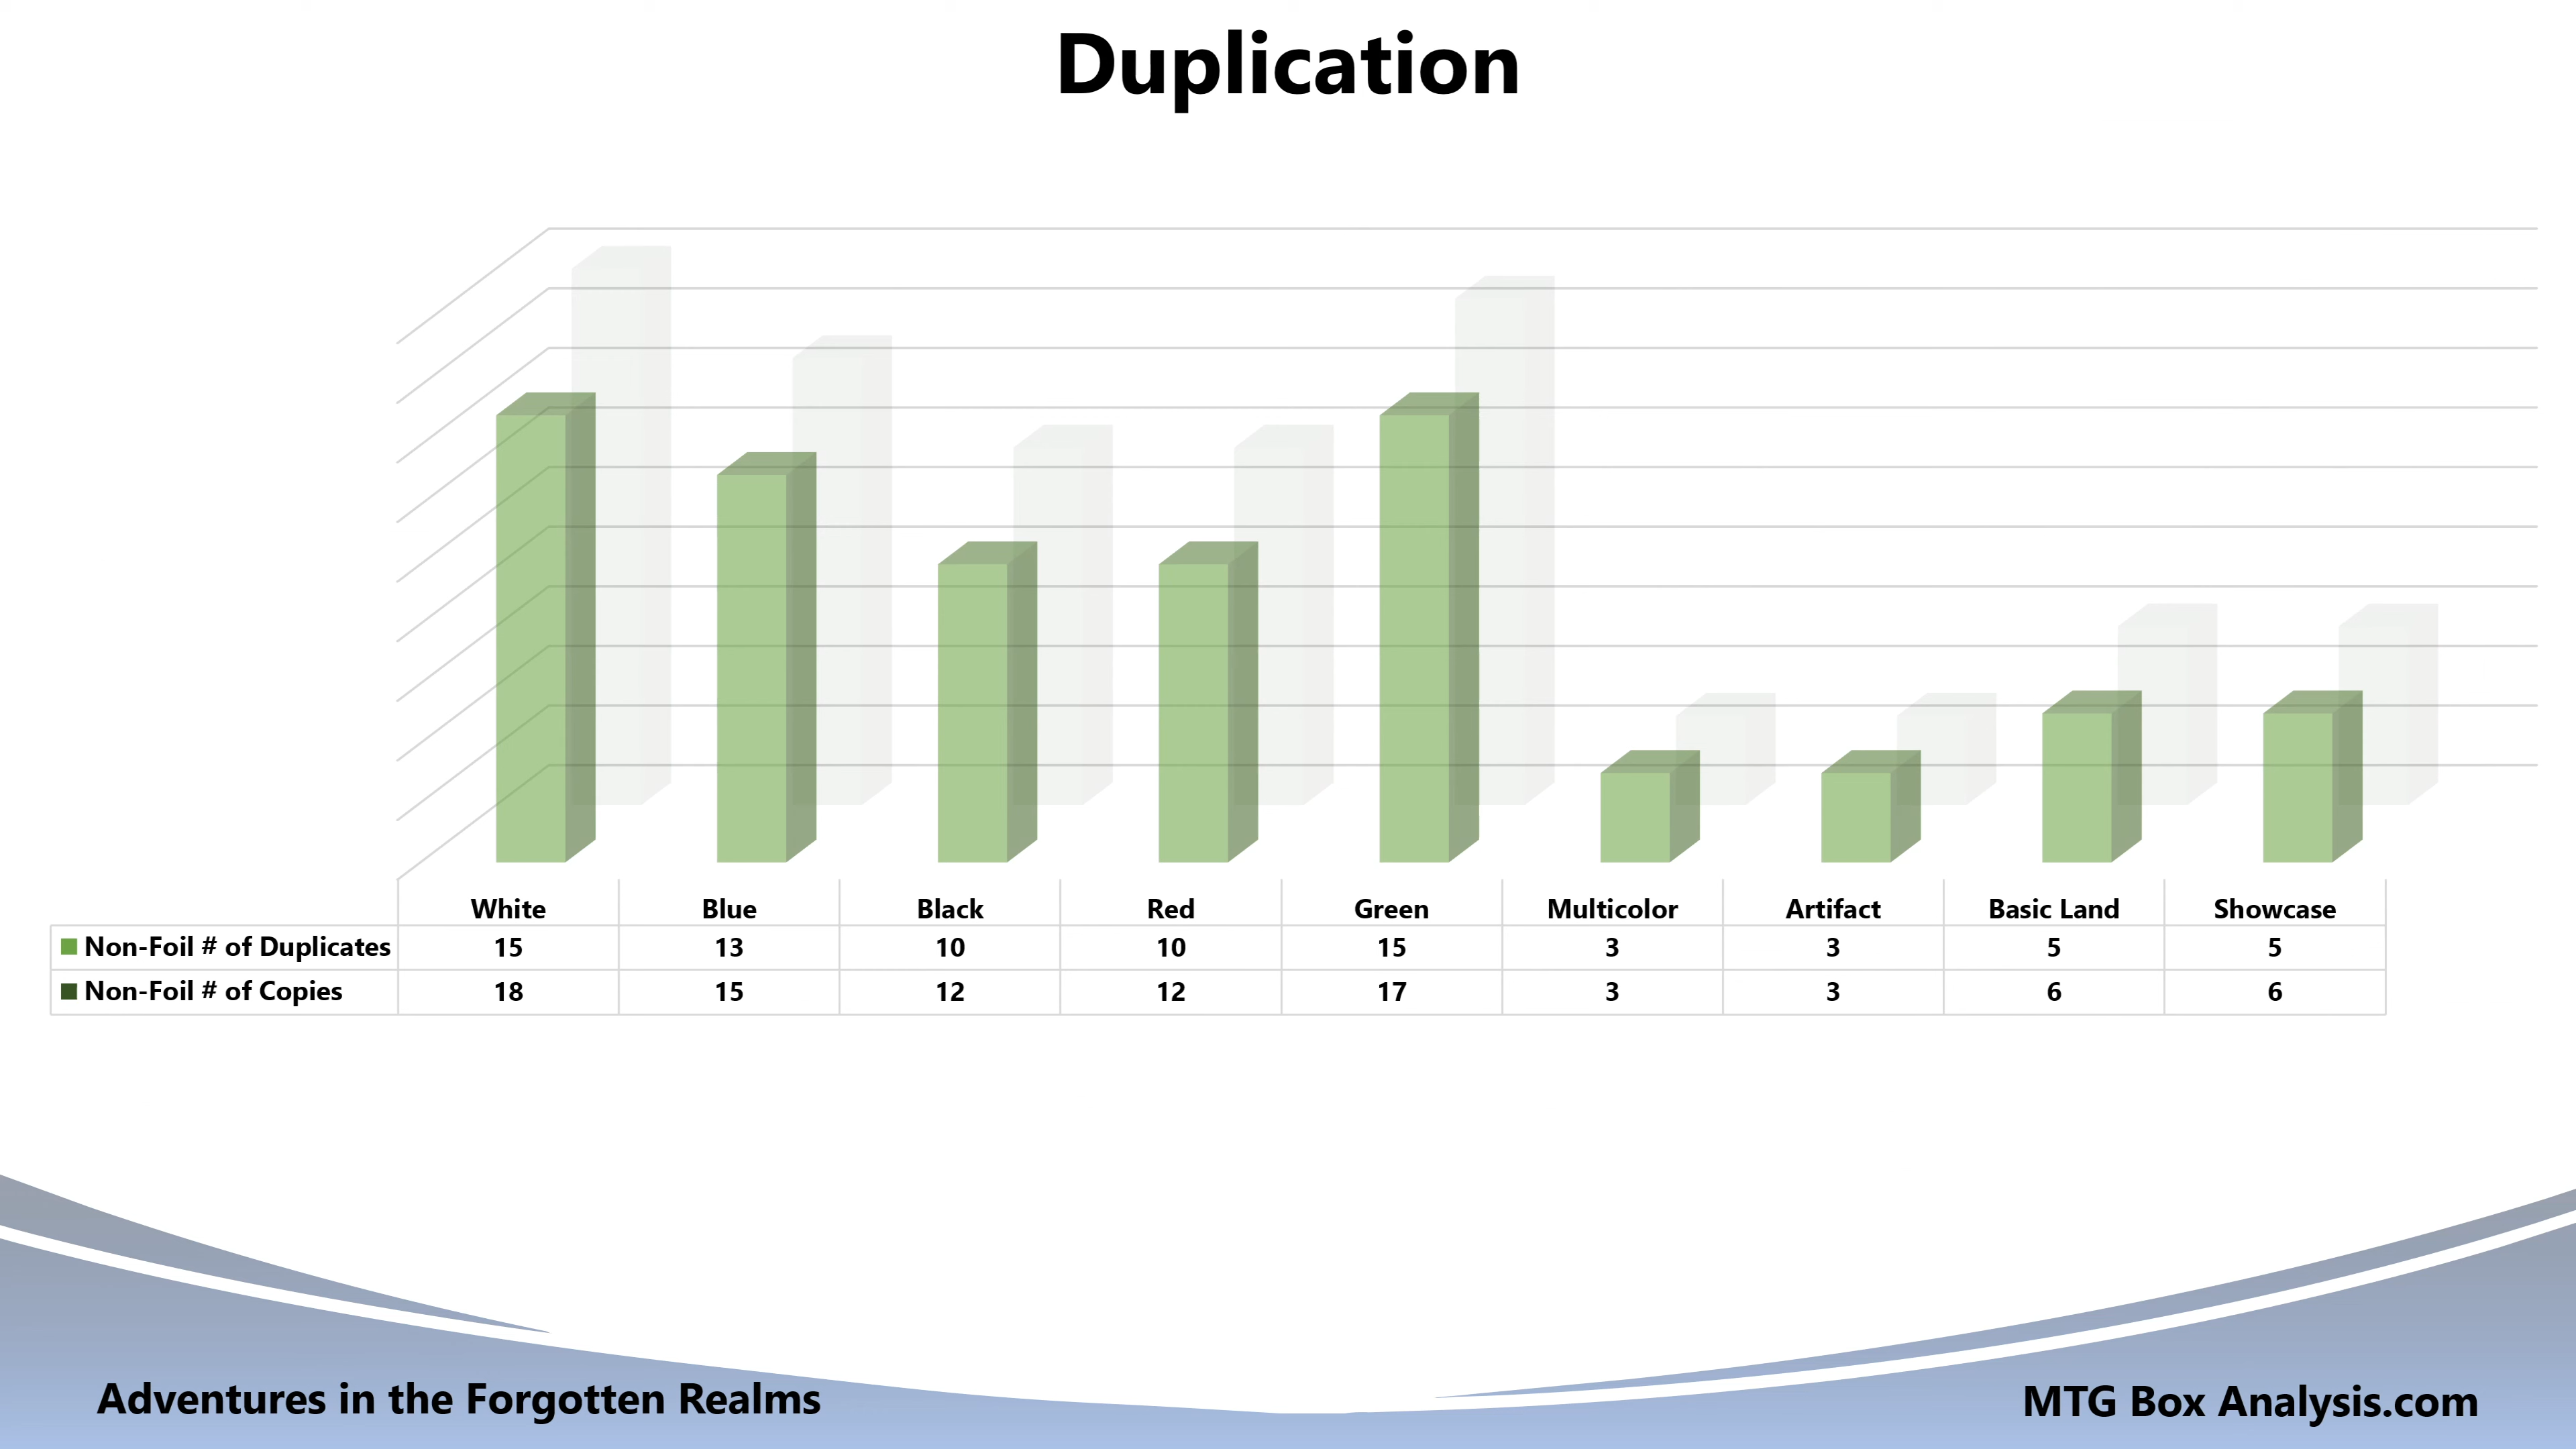 Duplication
White Blue Black Red Green Multicolor Artifact Basic Land Showcase
Non-Foil # of Duplicates 15 13 10 10 15 3 3 5 5
Non-Foil # of Copies 18 15 12 12 17 3 3 6 6
Adventures in the Forgotten Realms
MTG Box Analysis.com